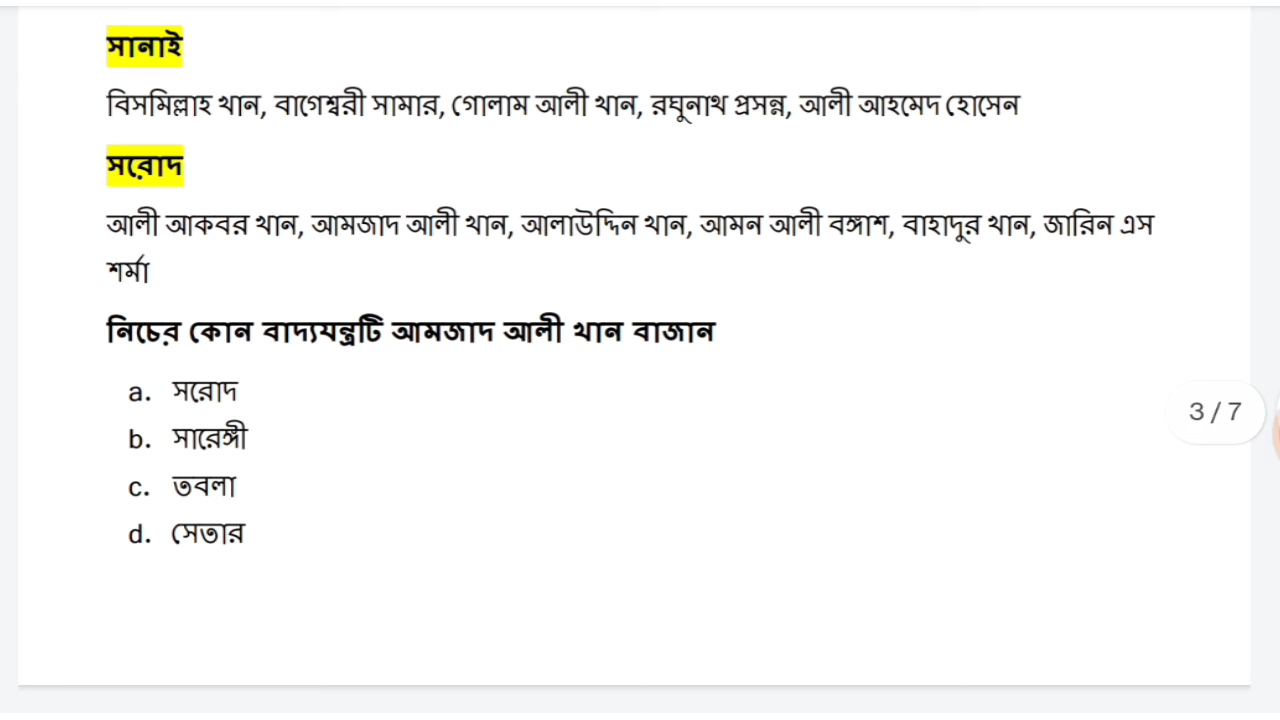 সানাই
বিসমিল্লাহ খান, বাগেশ্বরী সামার, গোলাম আলী খান, রঘুনাথ প্রসন্ন, আলী আহমেদ হোসেন
সরোদ
আলী আকবর খান, আমজাদ আলী খান, আলাউদ্দিন খান, আমন আলী বঙ্গাশ, বাহাদুর খান, জারিন এস
শর্মা
নিচের কোন বাদ্যযন্ত্রটি আমজাদ আলী খান বাজান
a. সরোদ
b. সারেঙ্গী
3 / 7
c. তবলা
d. সেতার